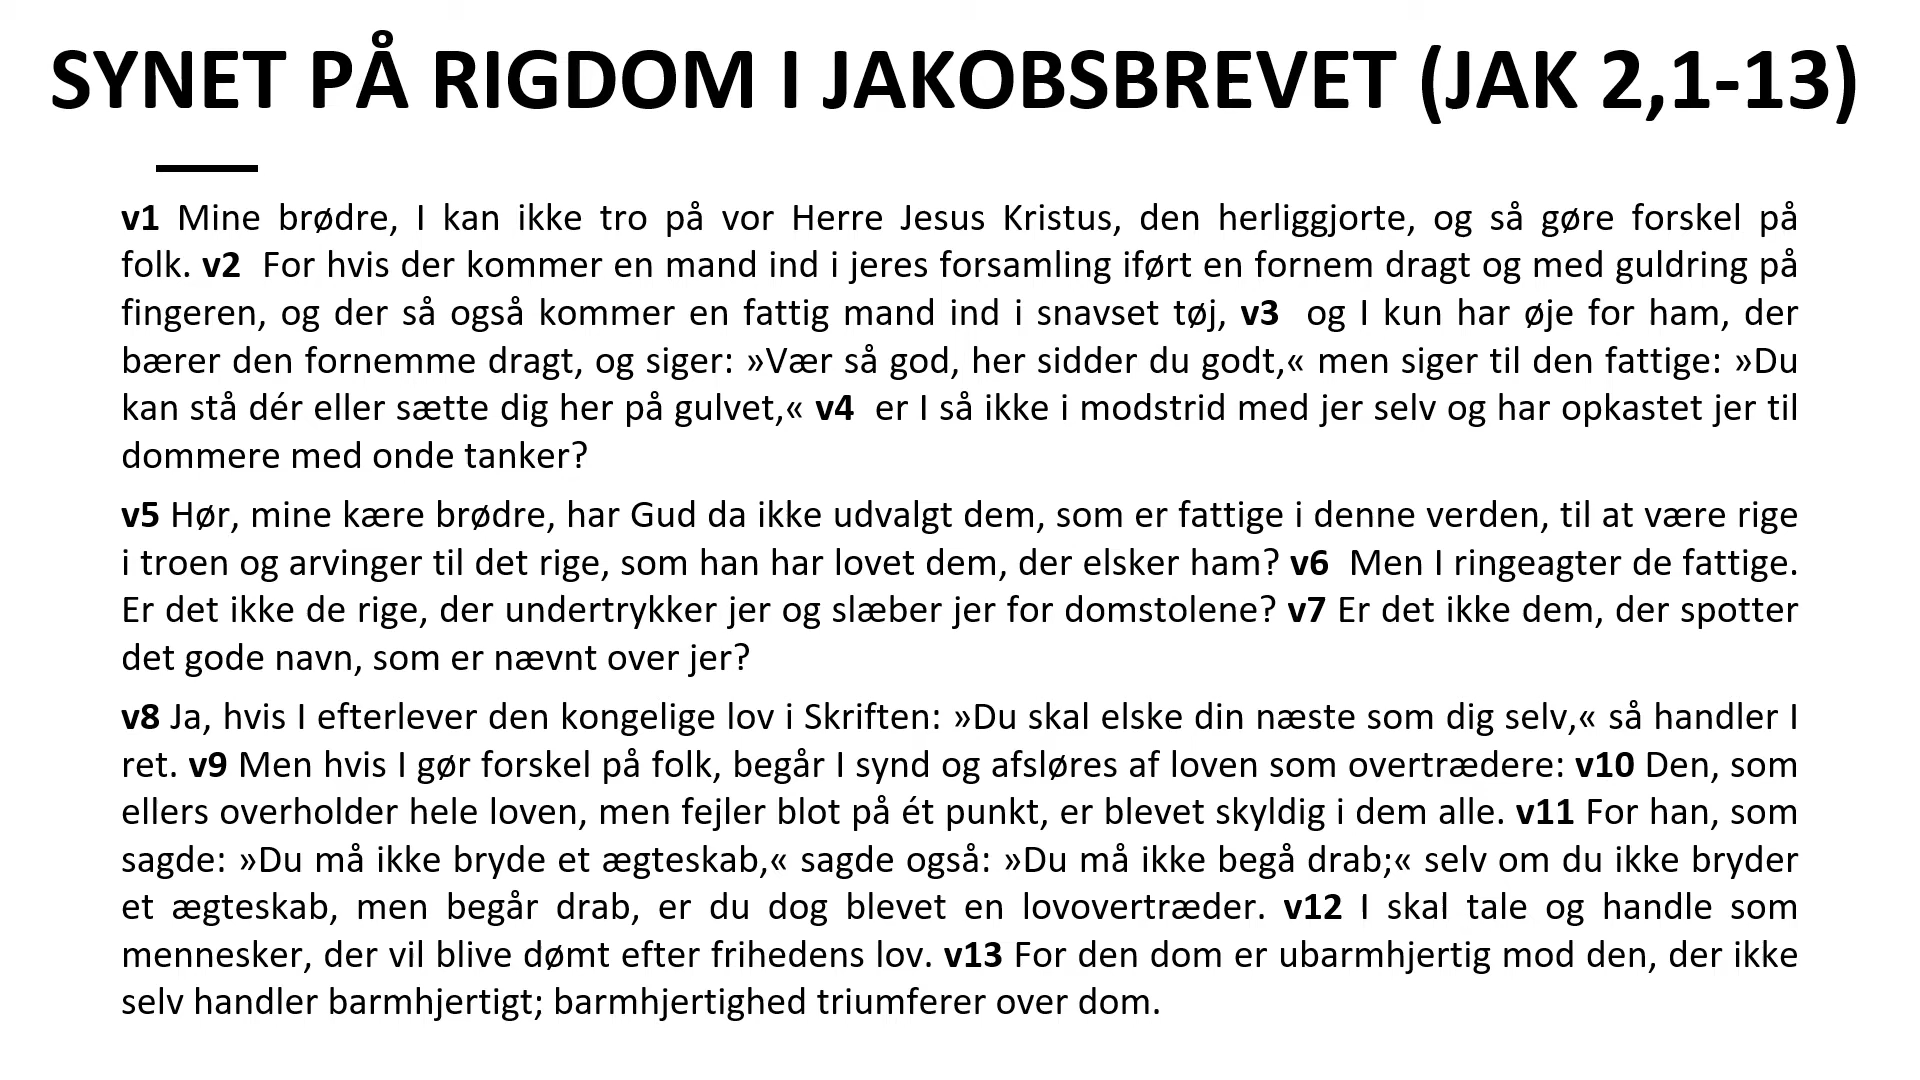 SYNET PÅ RIGDOM I JAKOBSBREVET (JAK 2,1-13)
v1 Mine brødre, I kan ikke tro på vor Herre Jesus Kristus, den herliggjorte, og så gøre forskel på
folk. v2 For hvis der kommer en mand ind i jeres forsamling iført en fornem dragt og med guldring på
fingeren, og der så også kommer en fattig mand ind i snavset tøj, v3 og I kun har øje for ham, der
bærer den fornemme dragt, og siger: »Vær så god, her sidder du godt,« men siger til den fattige: »Du
kan stå dér eller sætte dig her på gulvet,« v4 er I så ikke i modstrid med jer selv og har opkastet jer til
dommere med onde tanker?
v5 Hør, mine kære brødre, har Gud da ikke udvalgt dem, som er fattige i denne verden, til at være rige
i troen og arvinger til det rige, som han har lovet dem, der elsker ham? v6 Men I ringeagter de fattige.
Er det ikke de rige, der undertrykker jer og slæber jer for domstolene? v7 Er det ikke dem, der spotter
det gode navn, som er nævnt over jer?
v8 Ja, hvis I efterlever den kongelige lov i Skriften: »Du skal elske din næste som dig selv,« så handler I
ret. v9 Men hvis I gør forskel på folk, begår I synd og afsløres af loven som overtrædere: v10 Den, som
ellers overholder hele loven, men fejler blot på ét punkt, er blevet skyldig i dem alle. v11 For han, som
sagde: »Du må ikke bryde et ægteskab,« sagde også: »Du må ikke begå drab;« selv om du ikke bryder
et ægteskab, men begår drab, er du dog blevet en lovovertræder. v12 I skal tale og handle som
mennesker, der vil blive dømt efter frihedens lov. v13 For den dom er ubarmhjertig mod den, der ikke
selv handler barmhjertigt; barmhjertighed triumferer over dom.